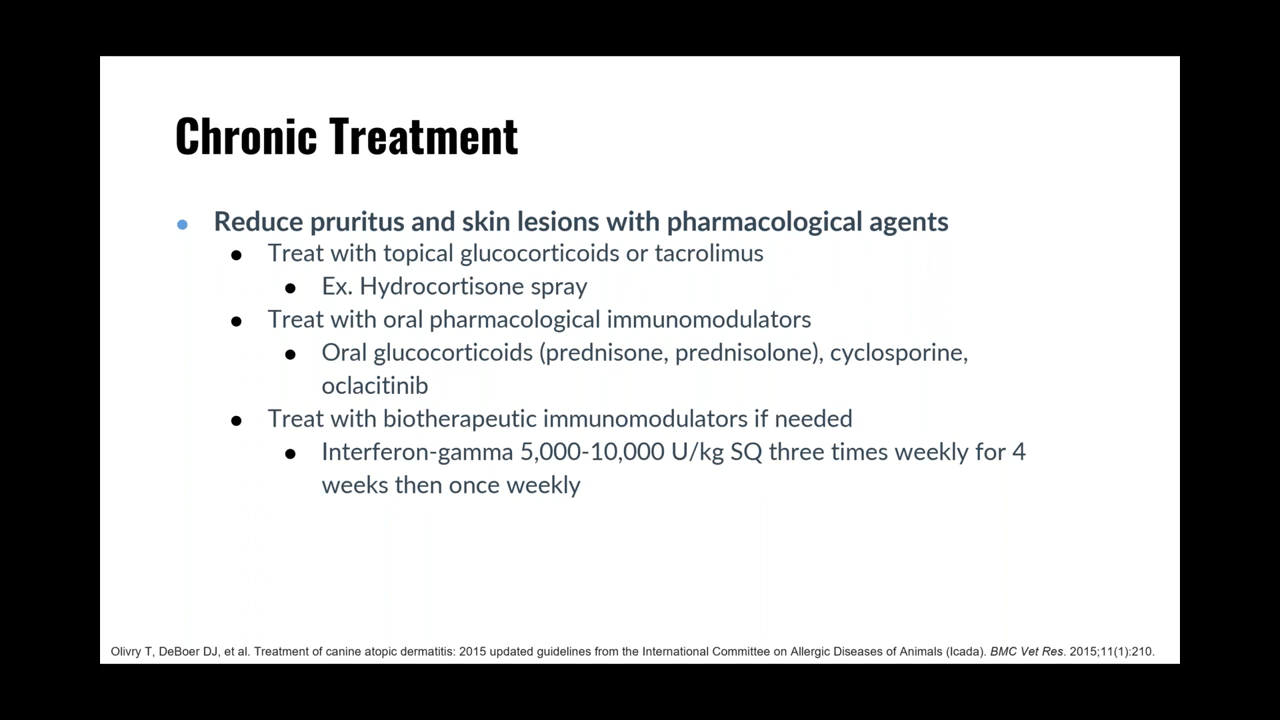 Chronic Treatment
● Reduce pruritus and skin lesions with pharmacological agents
● Treat with topical glucocorticoids or tacrolimus
● Ex. Hydrocortisone spray
● Treat with oral pharmacological immunomodulators
● Oral glucocorticoids (prednisone, prednisolone), cyclosporine,
oclacitinib
● Treat with biotherapeutic immunomodulators if needed
● Interferon-gamma 5,000-10,000 U/kg SQ three times weekly for 4
weeks then once weekly
Olivry T, DeBoer DJ, et al. Treatment of canine atopic dermatitis: 2015 updated guidelines from the International Committee on Allergic Diseases of Animals (Icada). BMC Vet Res. 2015;11(1):210.